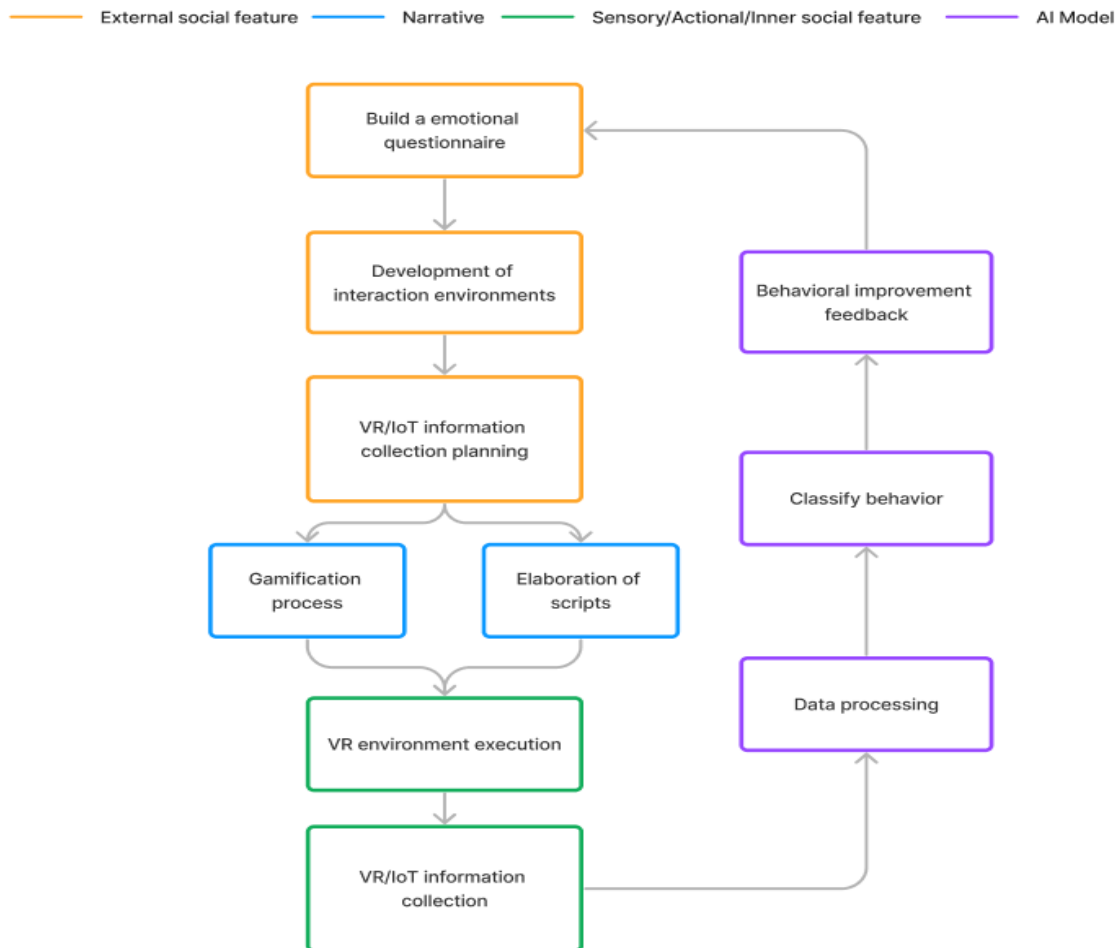 External social feature
Narrative
Sensory/Actional/Inner social feature
AI Model
Build a emotional
questionnaire
Development of
interaction environments
VR/IoT information
collection planning
Gamification
process
Elaboration of
scripts
VR environment execution
VR/IoT information
collection
Behavioral improvement
feedback
Classify behavior
Data processing